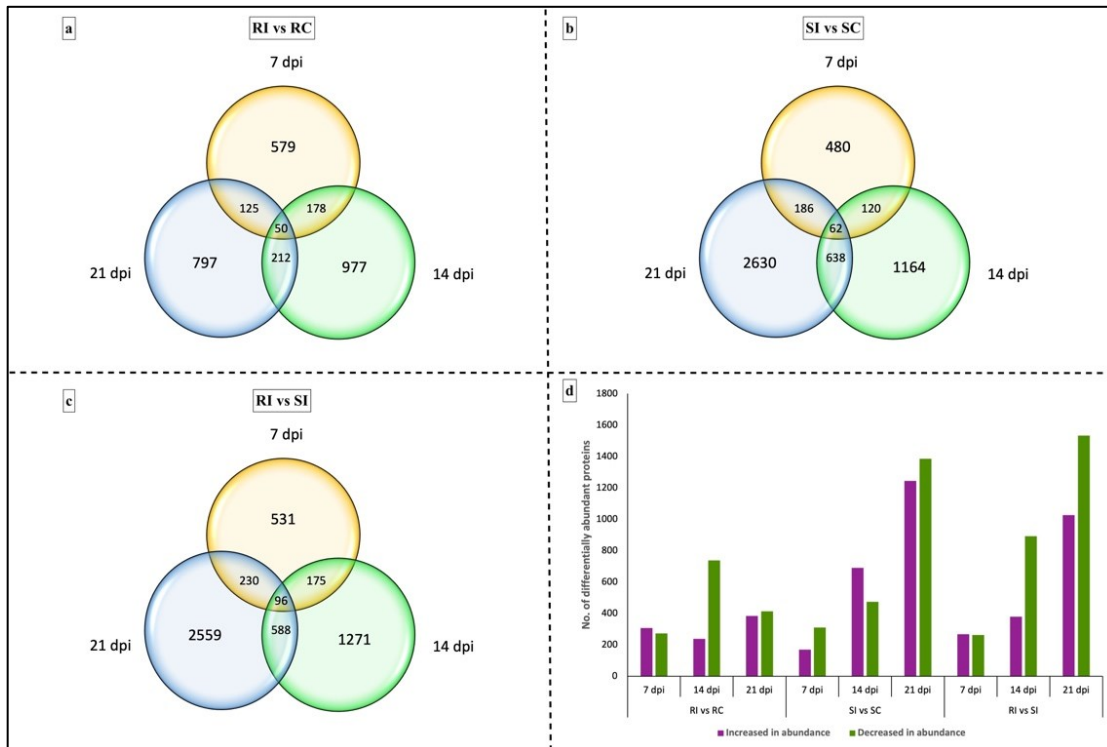 a
RI vs RC
7 dpi
579
125
178
50
797
212
977
21 dpi
14 dpi
b
SI vs SC
7 dpi
480
186
120
62
2630
638
1164
21 dpi
14 dpi
c
RI vs SI
7 dpi
531
230
175
96
2559
588
1271
21 dpi
14 dpi
d
No. of differentially abundant proteins
1800
1600
1400
1200
1000
800
600
400
200
0
7 dpi 14 dpi 21 dpi 7 dpi 14 dpi 21 dpi 7 dpi 14 dpi 21 dpi
RI vs RC SI vs SC RI vs SI
Increased in abundance Decreased in abundance